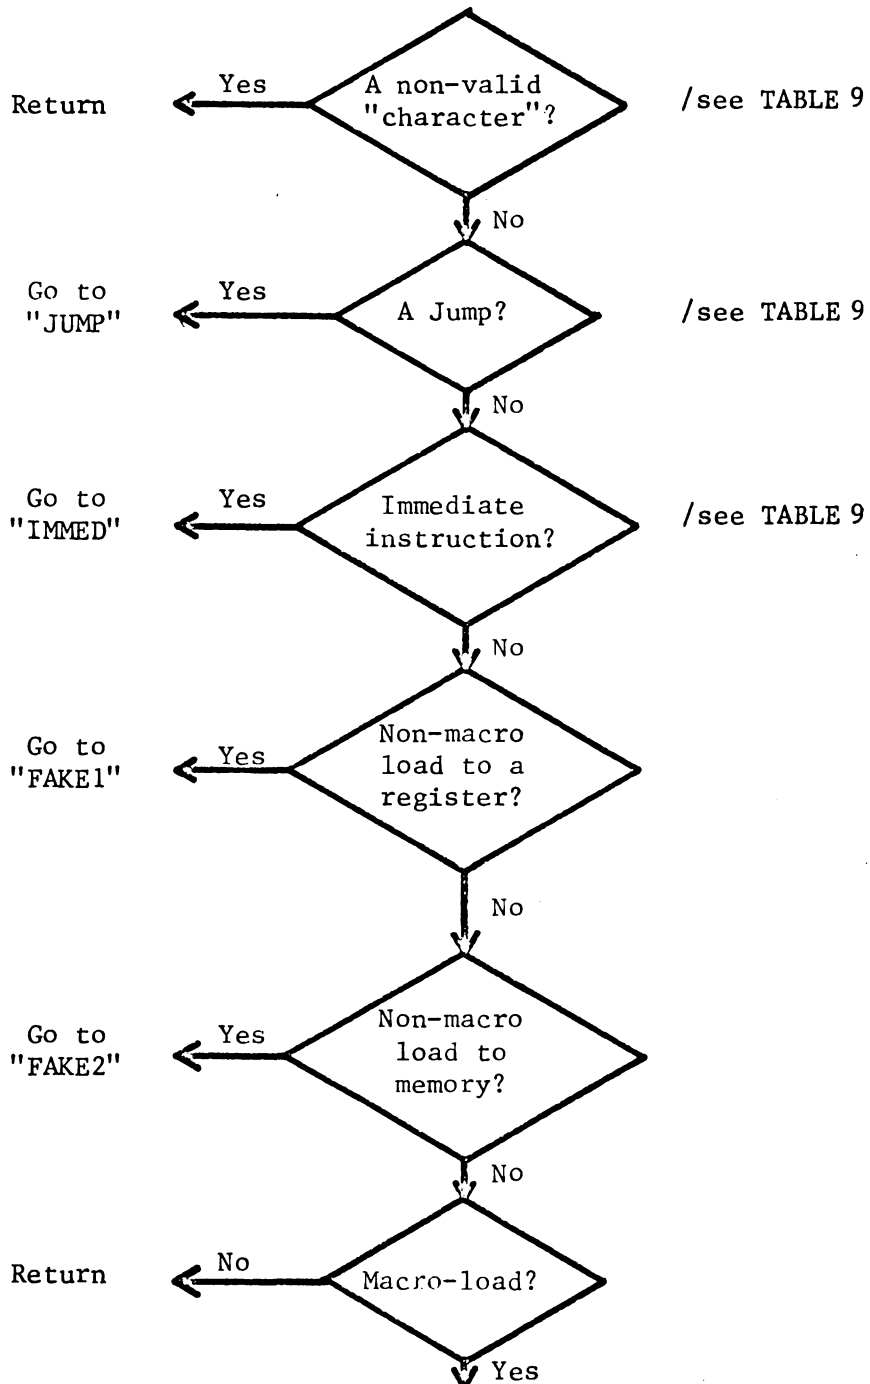 Return
Yes
A non-valid
"character"?
/see TABLE 9
No
Go to
"JUMP"
Yes
A Jump?
/see TABLE 9
No
Go to
"IMMED"
Yes
Immediate
instruction?
/see TABLE 9
No
Go to
"FAKE1"
Yes
Non-macro
load to a
register?
No
Go to
"FAKE2"
Yes
Non-macro
load to
memory?
No
Return
No
Macro-load?
Yes